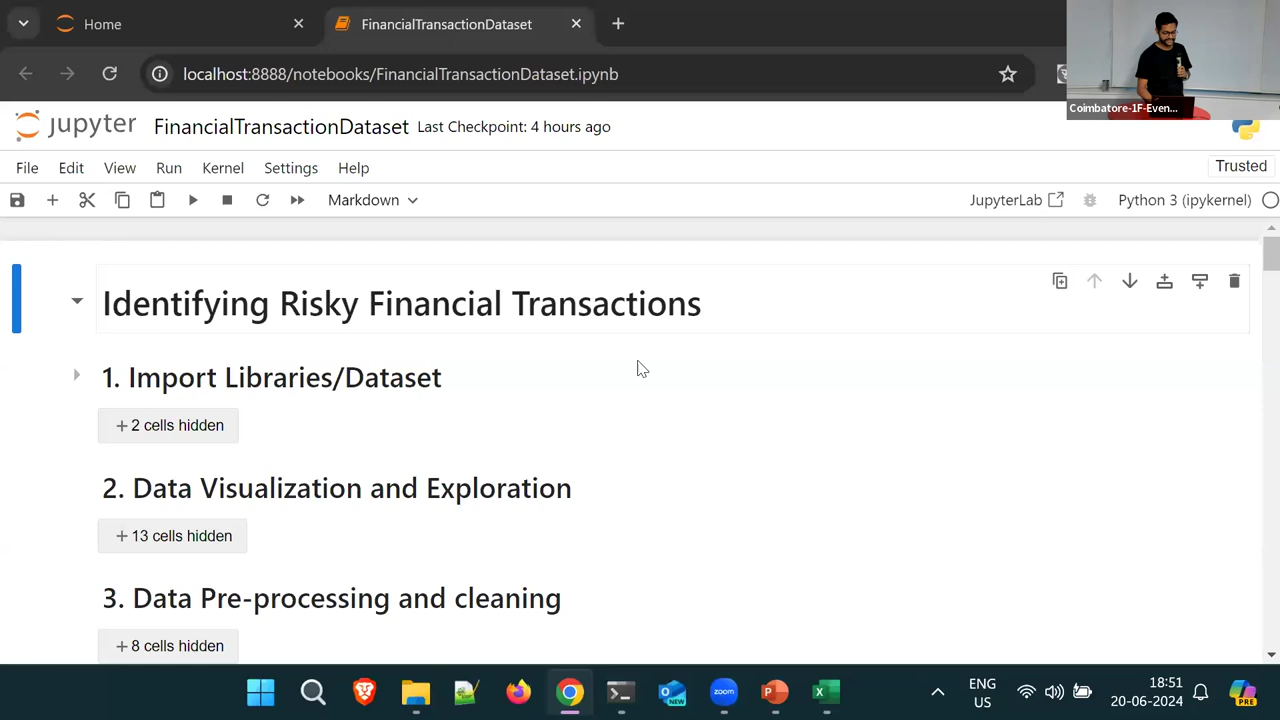 Home
FinancialTransactionDataset
localhost:8888/notebooks/FinancialTransactionDataset.ipynb
Coimbatore-1F-Even...
jupyter FinancialTransactionDataset Last Checkpoint: 4 hours ago
File Edit View Run Kernel Settings Help
Trusted
Markdown
JupyterLab
Python 3 (ipykernel)
Identifying Risky Financial Transactions
1. Import Libraries/Dataset
+ 2 cells hidden
2. Data Visualization and Exploration
+ 13 cells hidden
3. Data Pre-processing and cleaning
+ 8 cells hidden
NEW
zoom
ENG
US
18:51
20-06-2024
PRE